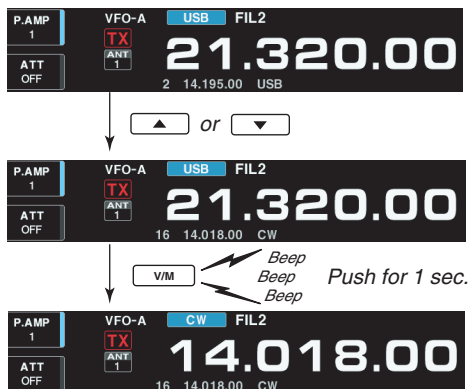 P.AMP VFO-A USB FIL2
1 TX 21.320.00
ATT ANT
OFF 1
2 14.195.00 USB
▲ or ▼
P.AMP VFO-A USB FIL2
1 TX 21.320.00
ATT ANT
OFF 1
16 14.018.00 CW
Beep
V/M Beep Push for 1 sec.
Beep
P.AMP VFO-A CW FIL2
1 TX 14.018.00
ATT ANT
OFF 1
16 14.018.00 CW